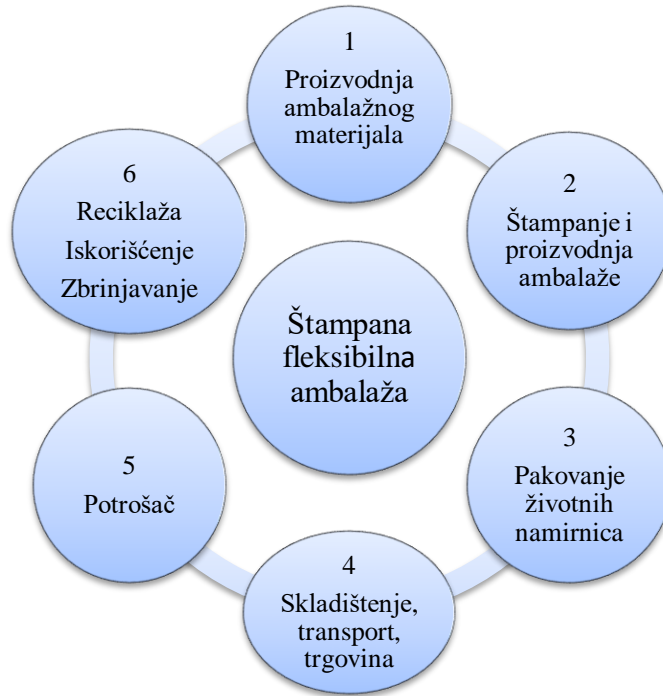 1
Proizvodnja
ambalažnog
materijala
2
Štampanje i
proizvodnja
ambalaže
3
Pakovanje
životnih
namirnica
4
Skladištenje,
transport,
trgovina
5
Potrošač
6
Reciklaža
Iskorišćenje
Zbrinjavanje
Štampana
fleksibilna
ambalaža